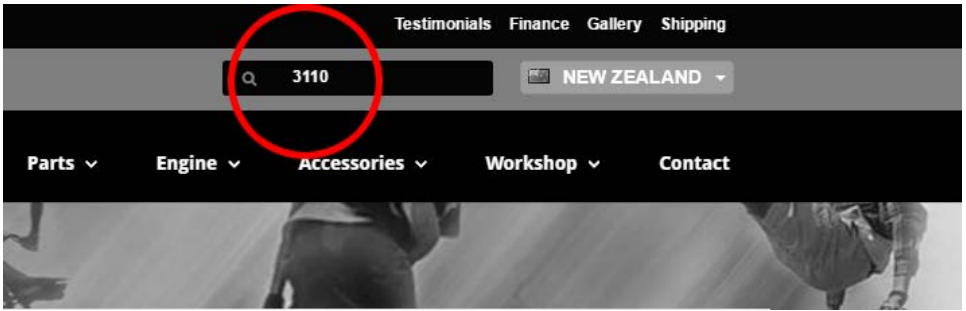 Testimonials Finance Gallery Shipping
3110 NEW ZEALAND
Parts Engine Accessories Workshop Contact